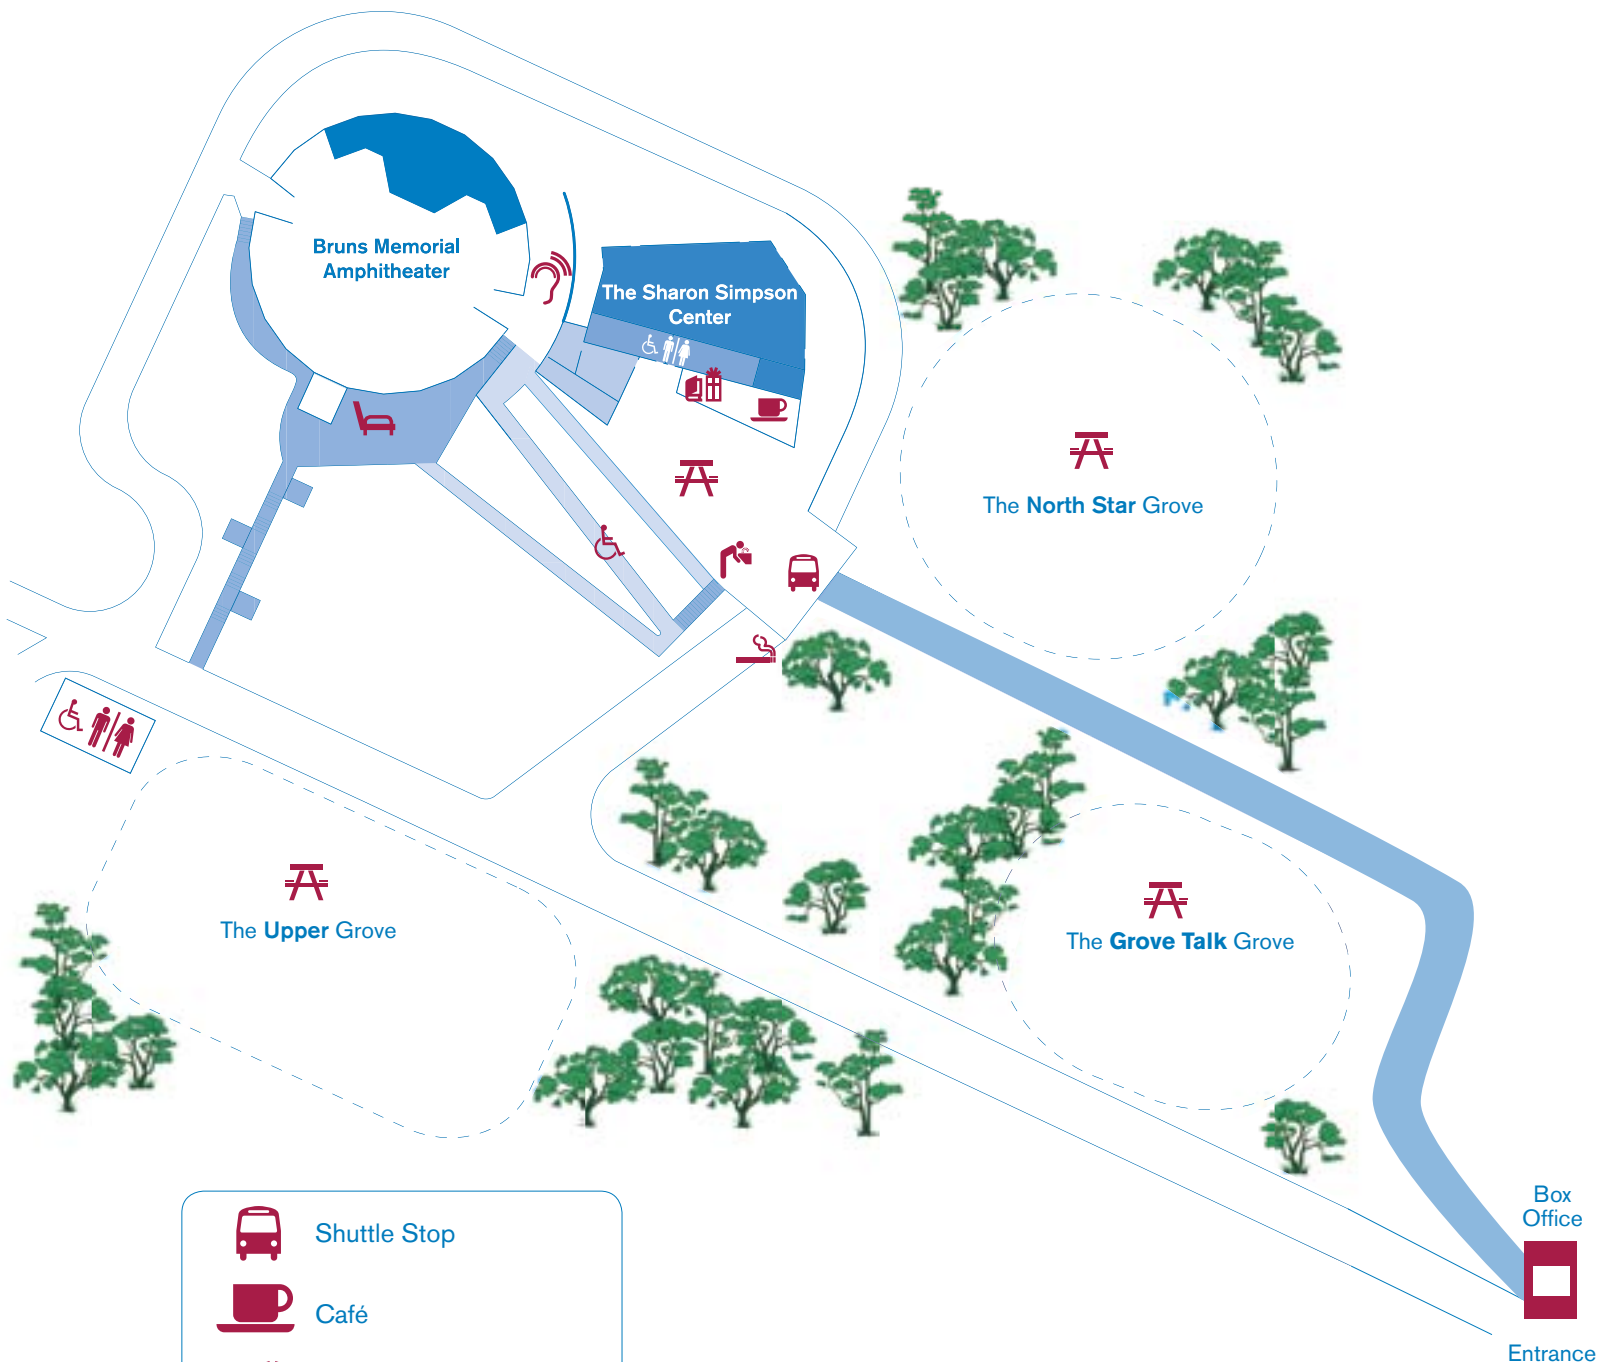 Bruns Memorial
Amphitheater
The Sharon Simpson
Center
The North Star Grove
The Upper Grove
The Grove Talk Grove
Box
Office
Entrance
Shuttle Stop
Café